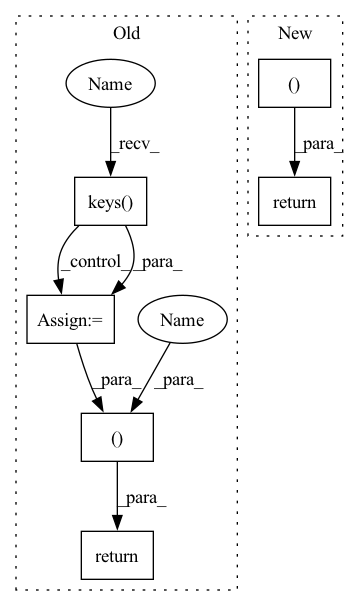 Old
New
Name
()
_recv_
_para_
keys()
return
_control_
_para_
Assign:=
Name
_para_
_para_
()
_para_
return